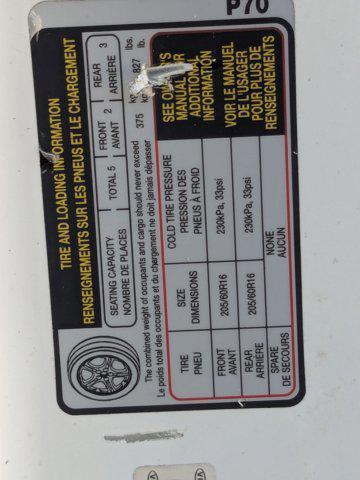 P70
TIRE AND LOADING INFORMATION
RENSEIGNEMENTS SUR LES PNEUS ET LE CHARGEMENT
SEATING CAPACITY
NOMBRE DE PLACES
TOTAL 5
FRONT 2
AVANT
REAR 3
ARRIÈRE
The combined weight of occupants and cargo should never exceed 375 kg 827 lbs.
Le poids total des occupants et du chargement ne doit jamais dépasser lb.
TIRE SIZE COLD TIRE PRESSURE
PNEU DIMENSIONS PRESSION DES
PNEUS À FROID
FRONT 205/60R16 230kPa, 33psi
AVANT
REAR 205/60R16 230kPa, 33psi
ARRIÈRE
SPARE NONE
DE SECOURS AUCUN
SEE OWNER'S
MANUAL FOR
ADDITIONAL
INFORMATION
VOIR LE MANUEL
DE L'USAGER
POUR PLUS DE
RENSEIGNEMENTS